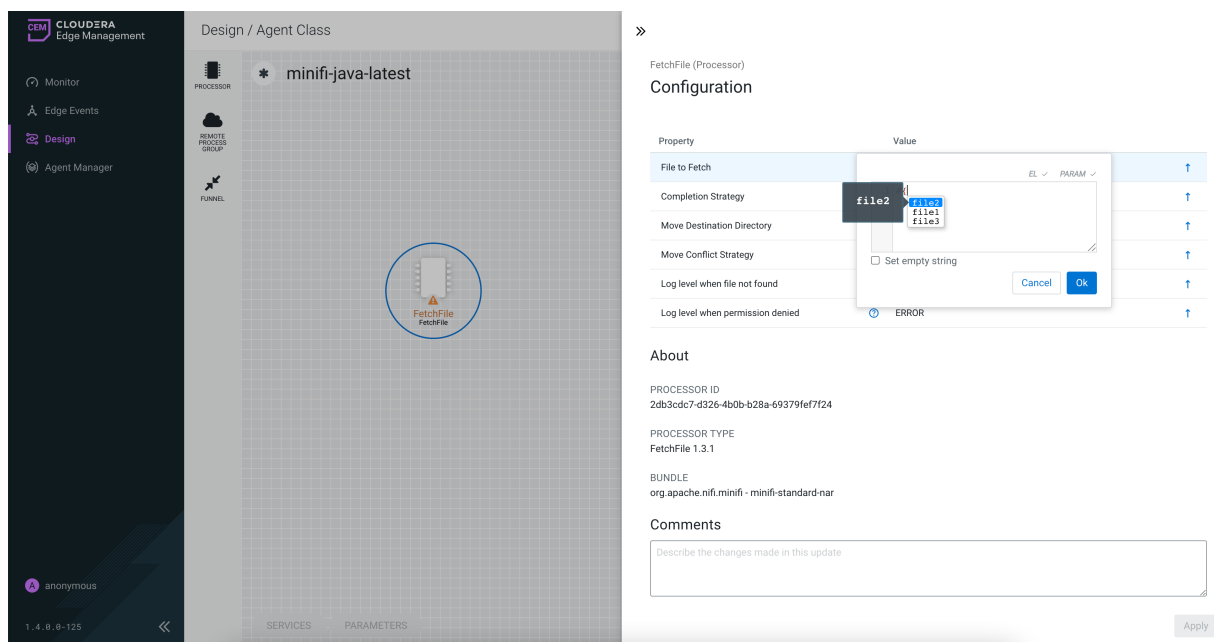 CEM CLOUDERA
Edge Management
Monitor
Edge Events
Design
Agent Manager
A anonymous
1.4.0.0-125
Design / Agent Class
PROCESSOR
REMOTE
PROCESS
GROUP
FUNNEL
* minifi-java-latest
FetchFile
FetchFile
SERVICES PARAMETERS
FetchFile (Processor)
Configuration
Property Value
File to Fetch
Completion Strategy
Move Destination Directory
Move Conflict Strategy
Log level when file not found
Log level when permission denied ERROR
EL ✓ PARAM ✓
file2
file2
file1
file3
Set empty string
Cancel Ok
About
PROCESSOR ID
2db3cdc7-d326-4b0b-b28a-69379fef7f24
PROCESSOR TYPE
FetchFile 1.3.1
BUNDLE
org.apache.nifi.minifi - minifi-standard-nar
Comments
Describe the changes made in this update
Apply